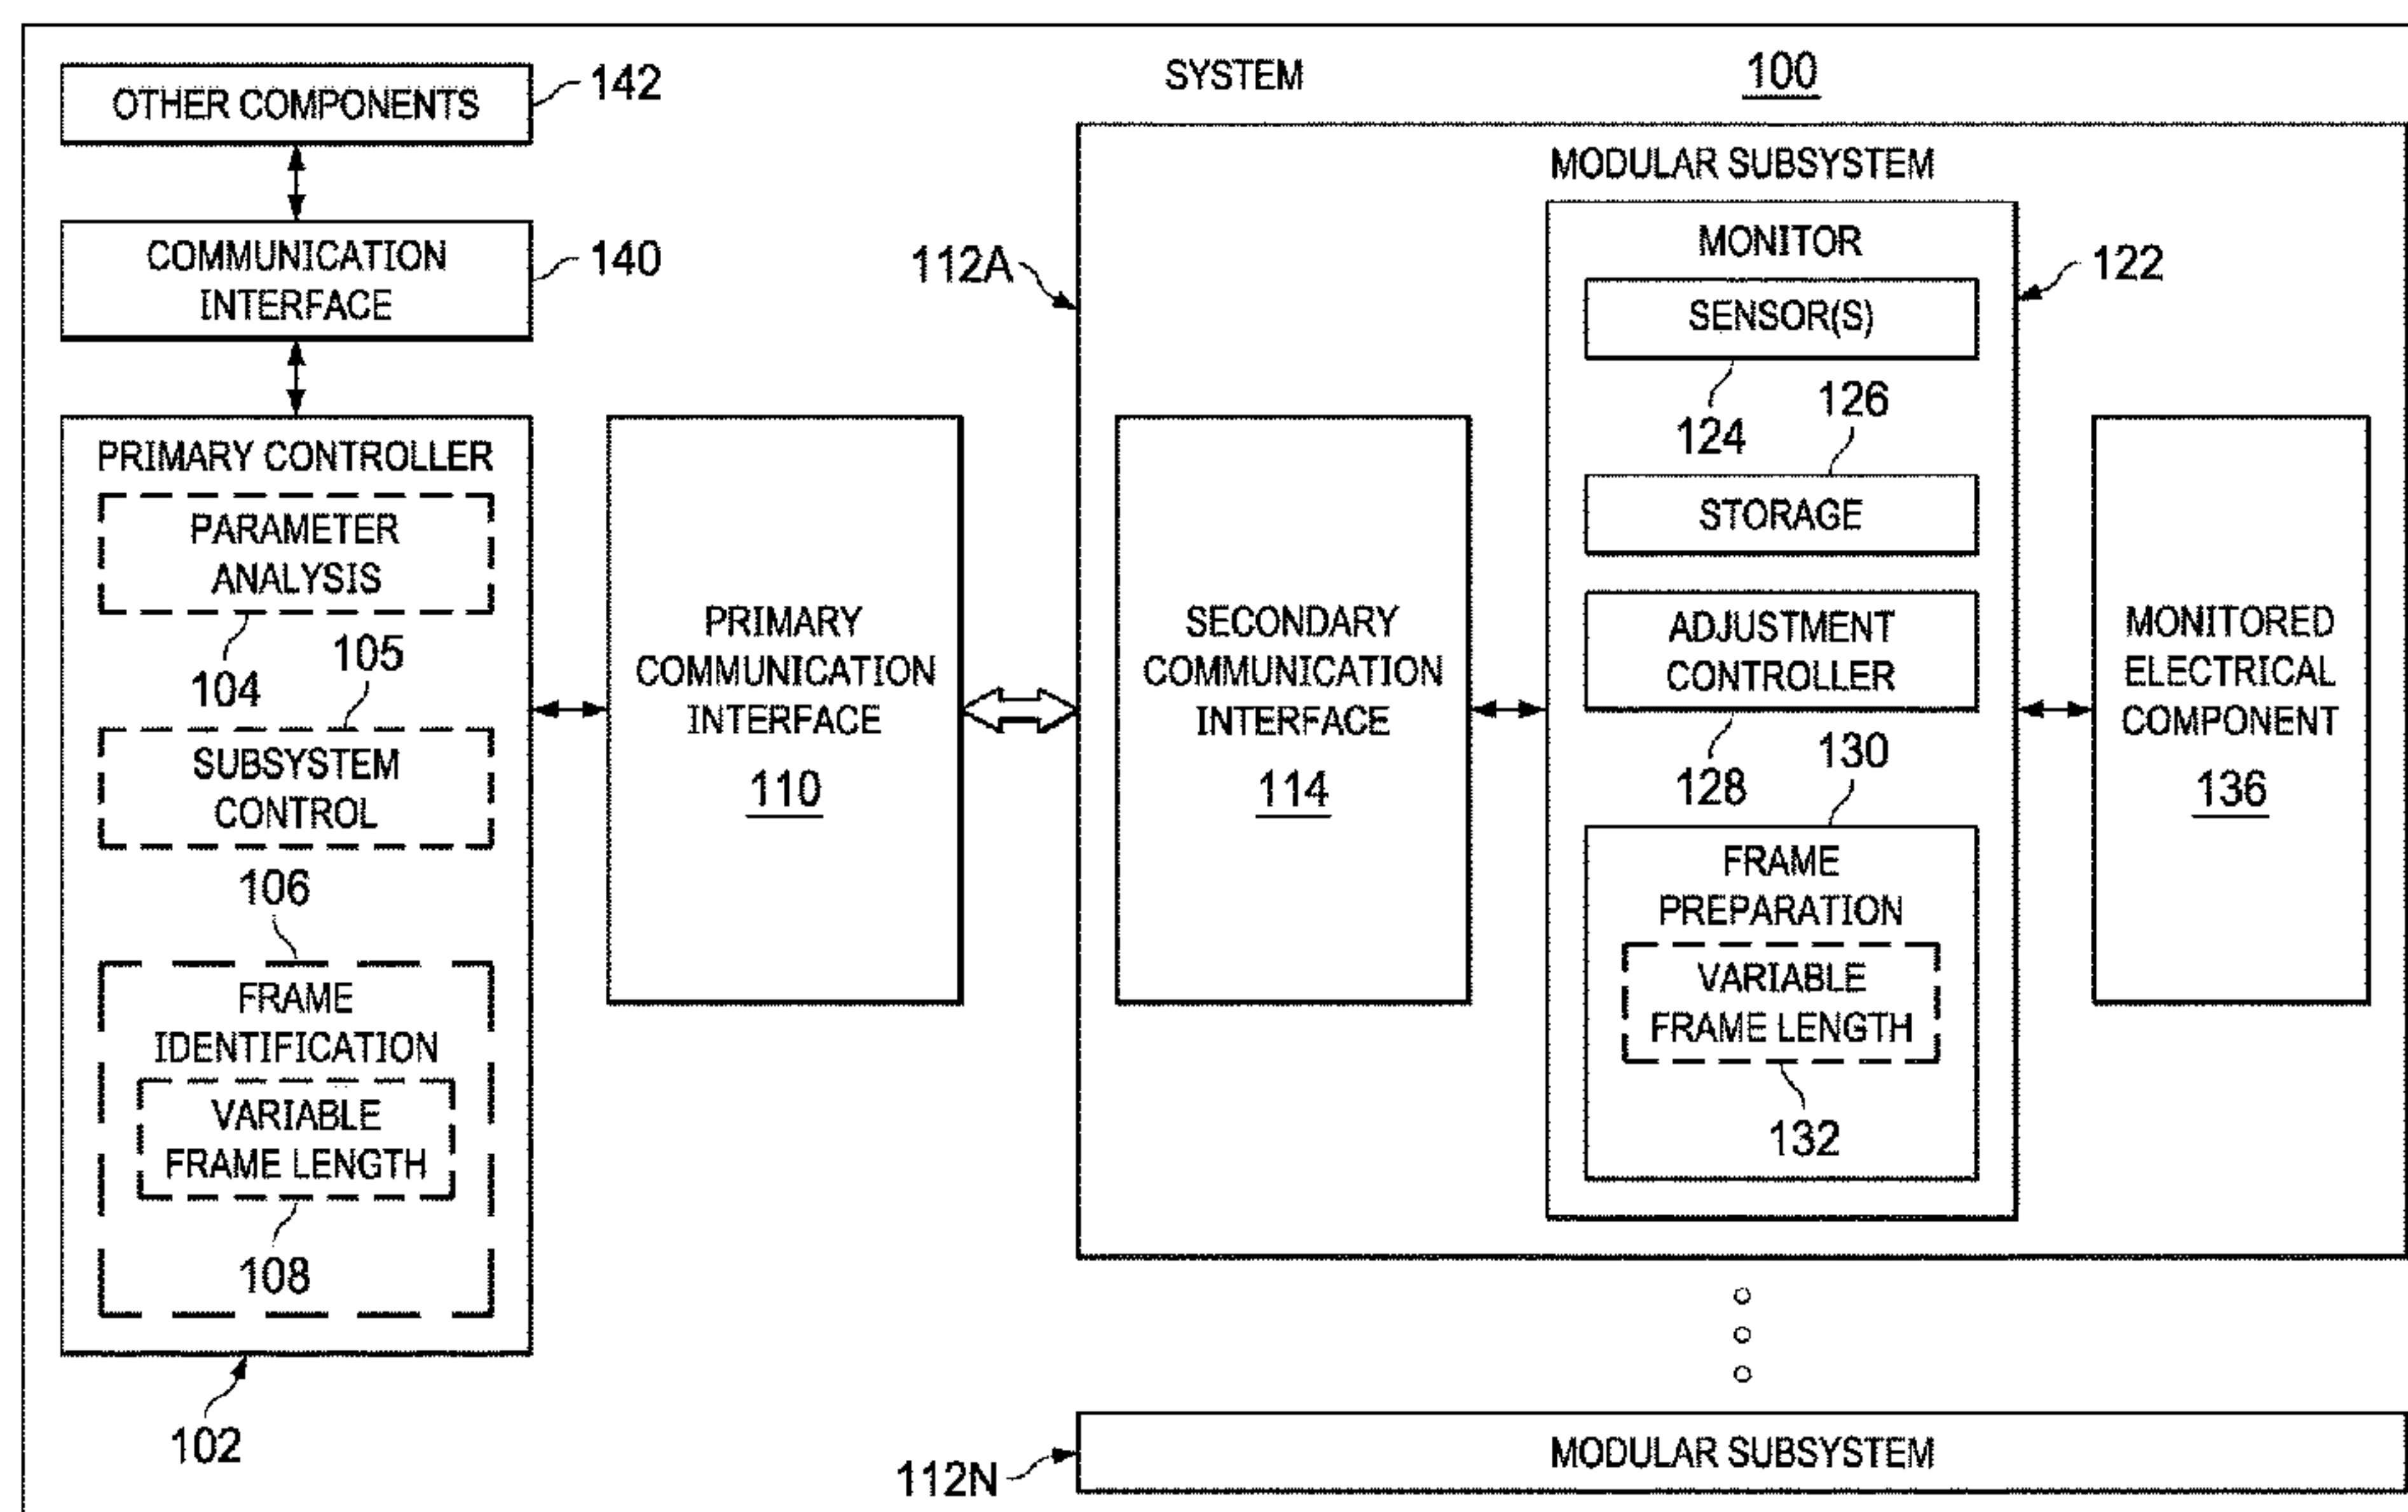 SYSTEM 100
OTHER COMPONENTS
142
COMMUNICATION
INTERFACE
140
PRIMARY CONTROLLER
PARAMETER
ANALYSIS
104
105
SUBSYSTEM
CONTROL
106
FRAME
IDENTIFICATION
VARIABLE
FRAME LENGTH
108
102
PRIMARY
COMMUNICATION
INTERFACE
110
112A
MODULAR SUBSYSTEM
SECONDARY
COMMUNICATION
INTERFACE
114
MONITOR
122
SENSOR(S)
124
126
STORAGE
ADJUSTMENT
CONTROLLER
128
130
FRAME
PREPARATION
VARIABLE
FRAME LENGTH
132
MONITORED
ELECTRICAL
COMPONENT
136
112N
MODULAR SUBSYSTEM